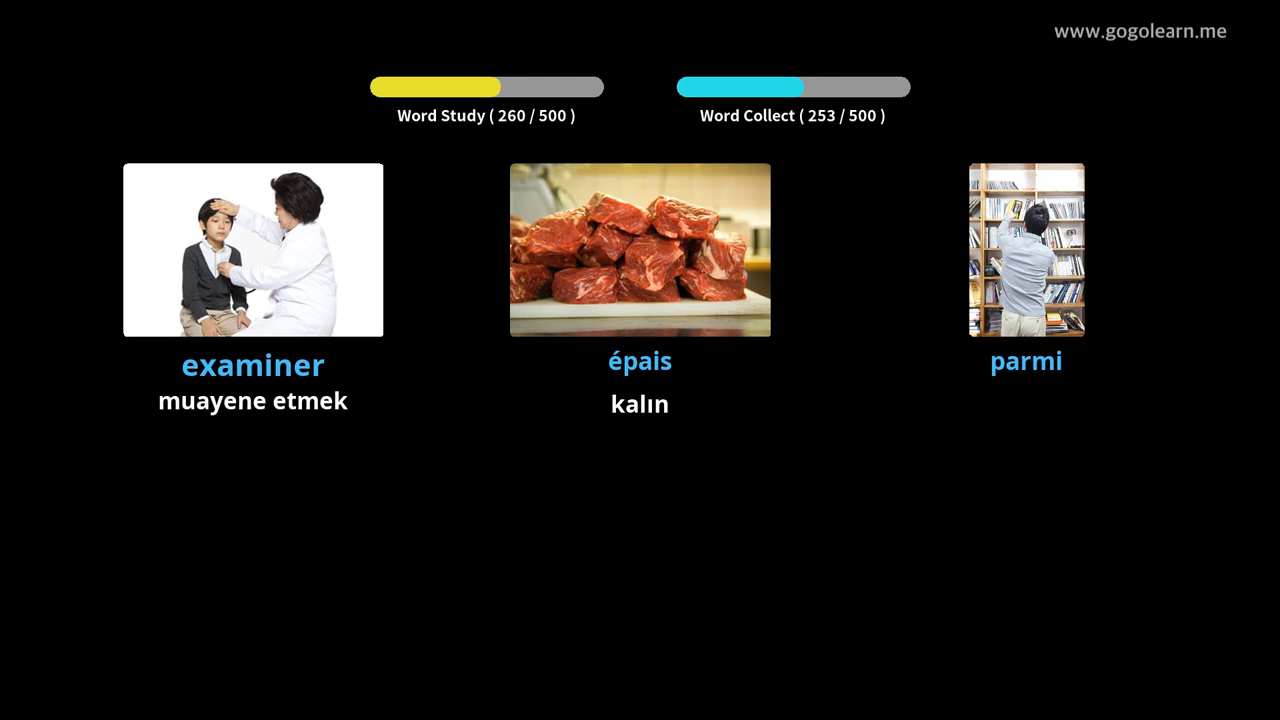 www.gogolearn.me
Word Study ( 260 / 500 )
Word Collect ( 253 / 500 )
examiner
muayene etmek
épais
kalın
parmi